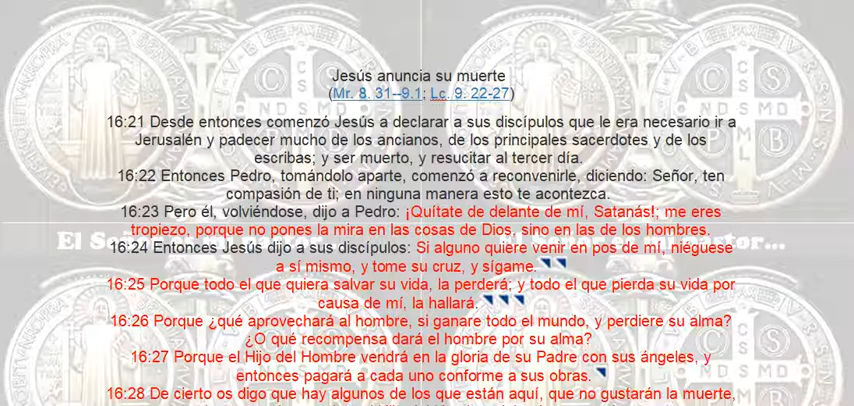 Jesús anuncia su muerte
(Mr. 8. 31--9.1; Lc. 9. 22-27)
16:21 Desde entonces comenzó Jesús a declarar a sus discípulos que le era necesario ir a
Jerusalén y padecer mucho de los ancianos, de los principales sacerdotes y de los
escribas; y ser muerto, y resucitar al tercer día.
16:22 Entonces Pedro, tomándolo aparte, comenzó a reconvenirle, diciendo: Señor, ten
compasión de ti; en ninguna manera esto te acontezca.
16:23 Pero él, volviéndose, dijo a Pedro: ¡Quítate de delante de mí, Satanás!; me eres
tropiezo, porque no pones la mira en las cosas de Dios, sino en las de los hombres.
16:24 Entonces Jesús dijo a sus discípulos: Si alguno quiere venir en pos de mí, niéguese
a sí mismo, y tome su cruz, y sígame.
16:25 Porque todo el que quiera salvar su vida, la perderá; y todo el que pierda su vida por
causa de mí, la hallará.
16:26 Porque ¿qué aprovechará al hombre, si ganare todo el mundo, y perdiere su alma?
¿O qué recompensa dará el hombre por su alma?
16:27 Porque el Hijo del Hombre vendrá en la gloria de su Padre con sus ángeles, y
entonces pagará a cada uno conforme a sus obras.
16:28 De cierto os digo que hay algunos de los que están aquí, que no gustarán la muerte,